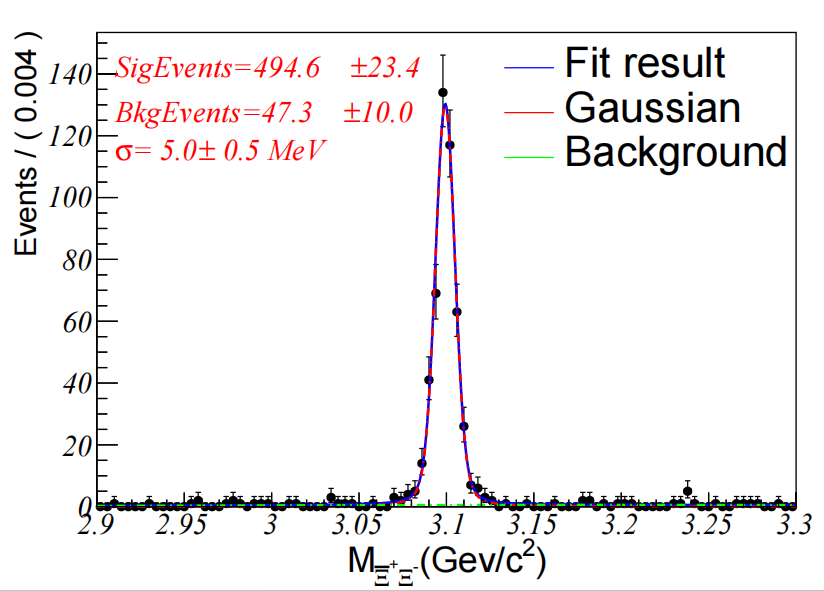 Events / ( 0.004 )
140
120
100
80
60
40
20
0
SigEvents=494.6 ±23.4
BkgEvents=47.3 ±10.0
σ= 5.0± 0.5 MeV
Fit result
Gaussian
Background
2.9 2.95 3 3.05 3.1 3.15 3.2 3.25 3.3
M_Ξ̅⁺Ξ⁻(Gev/c²)